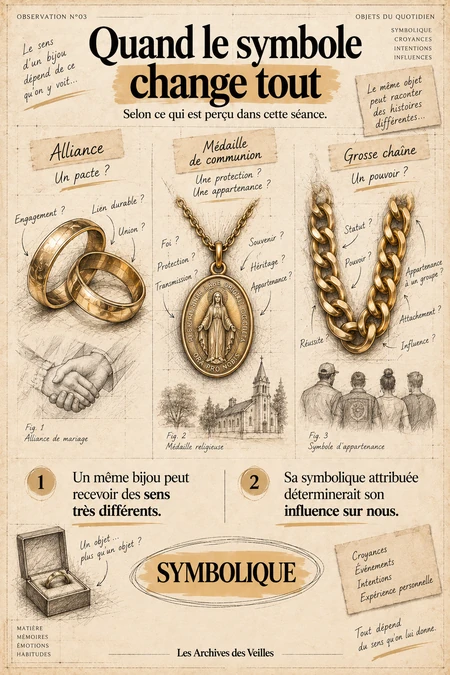 OBSERVATION N°03
OBJETS DU QUOTIDIEN
SYMBOLIQUE
CROYANCES
INTENTIONS
INFLUENCES
Le sens
d'un bijou
dépend de ce
qu'on y voit...
Quand le symbole
change tout
Selon ce qui est perçu dans cette séance.
Le même objet
peut raconter
des histoires
différentes...
Alliance
Un pacte ?
Engagement ?
Lien durable ?
Union ?
Fig. 1
Alliance de mariage
Médaille
de communion
Une protection ?
Une appartenance ?
Foi ?
Protection ?
Transmission ?
Souvenir ?
Héritage ?
Appartenance ?
PRO NOBIS
Fig. 2
Médaille religieuse
Grosse chaîne
Un pouvoir ?
Statut ?
Pouvoir ?
Appartenance
à un groupe ?
Attachement ?
Réussite ?
Influence ?
Fig. 3
Symbole d'appartenance
1
Un même bijou peut
recevoir des sens
très différents.
2
Sa symbolique attribuée
déterminerait son
influence sur nous.
Un objet...
plus qu'un objet ?
SYMBOLIQUE
Croyances
Événements
Intentions
Expérience personnelle
Tout dépend
du sens qu'on lui donne.
MATIÈRE
MÉMOIRES
ÉMOTIONS
HABITUDES
Les Archives des Veilles